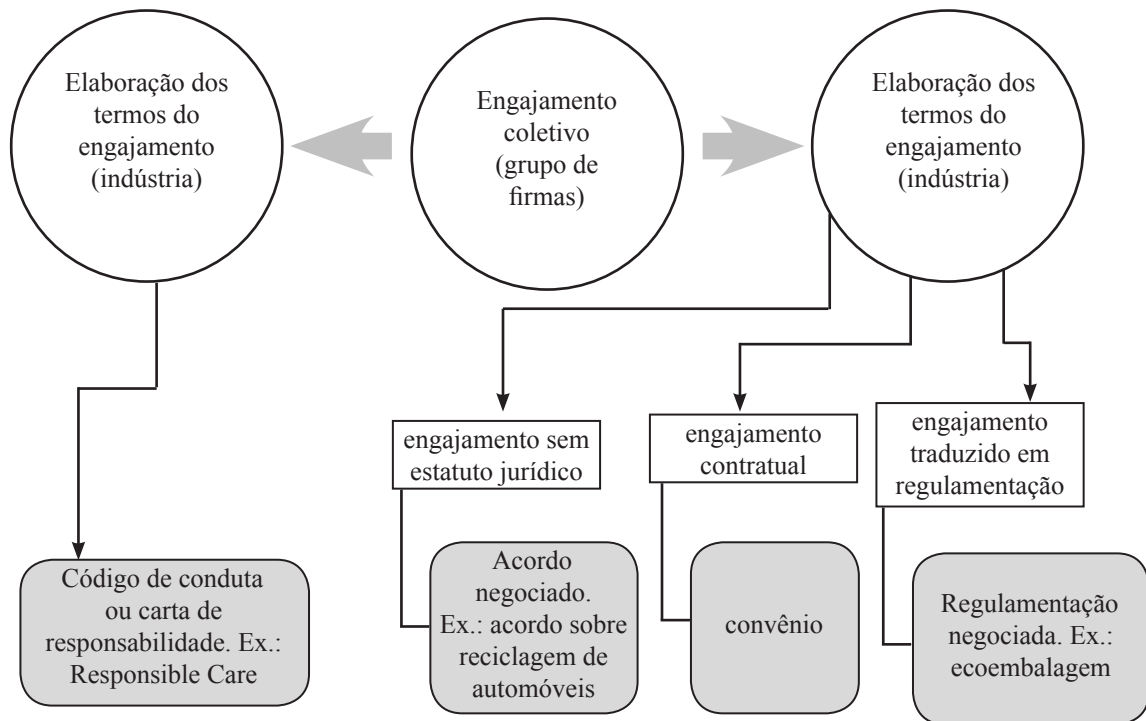 Elaboração dos
termos do
engajamento
(indústria)
Engajamento
coletivo
(grupo de
firmas)
Elaboração dos
termos do
engajamento
(indústria)
engajamento sem
estatuto jurídico
engajamento
contratual
engajamento
traduzido em
regulamentação
Código de conduta
ou carta de
responsabilidade. Ex.:
Responsible Care
Acordo
negociado.
Ex.: acordo sobre
reciclagem de
automóveis
convênio
Regulamentação
negociada. Ex.:
ecoembalagem